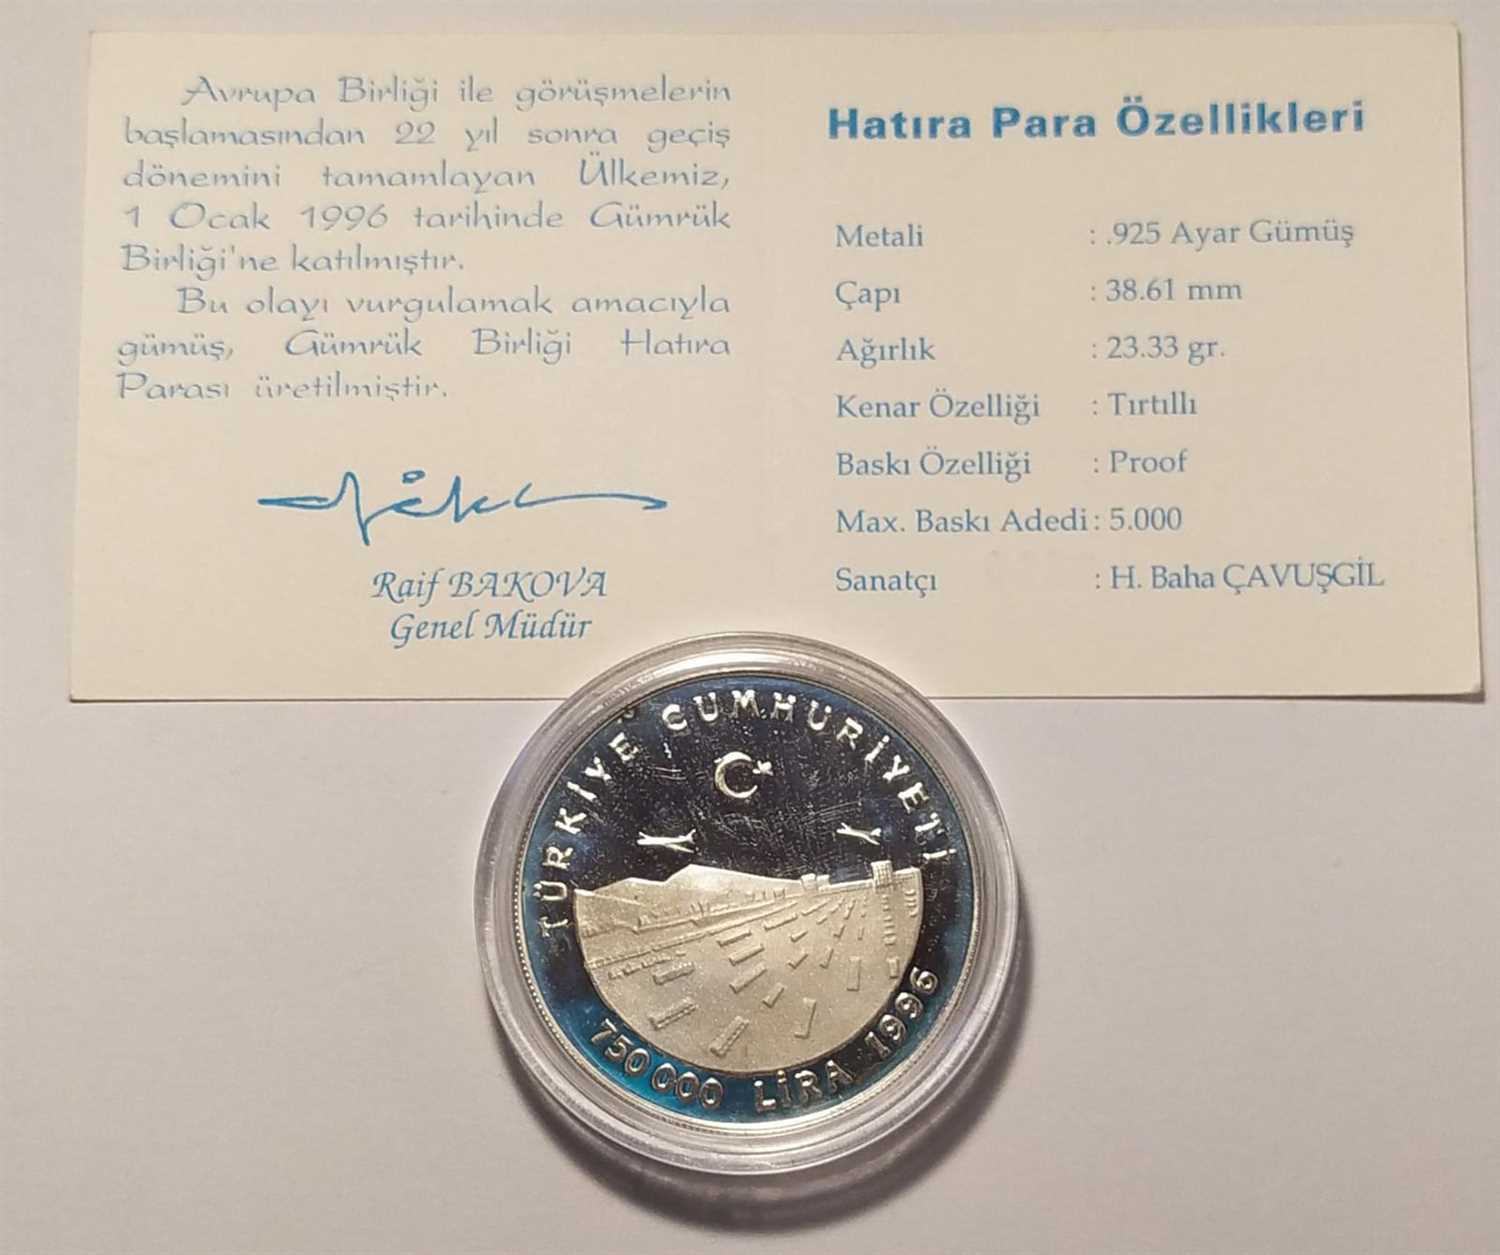 Avrupa Birliği ile görüşmelerin
başlamasından 22 yıl sonra geçiş
dönemini tamamlayan Ülkemiz,
1 Ocak 1996 tarihinde Gümrük
Birliği'ne katılmıştır.
Bu olayı vurgulamak amacıyla
gümüş, Gümrük Birliği Hatıra
Parası üretilmiştir.
Raif BAKOVA
Genel Müdür
Hatıra Para Özellikleri
Metali : .925 Ayar Gümüş
Çapı : 38.61 mm
Ağırlık : 23.33 gr.
Kenar Özelliği : Tırtıllı
Baskı Özelliği : Proof
Max. Baskı Adedi : 5.000
Sanatçı : H. Baha ÇAVUŞGİL
TÜRKİYE CUMHURİYETİ
750 000 LİRA 1996